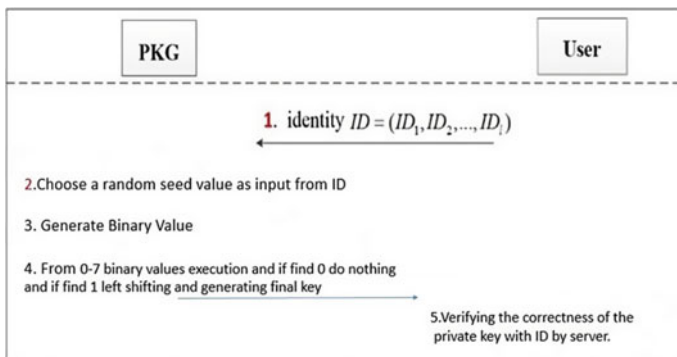 PKG
User
1. identity ID = (ID₁, ID₂, ..., IDₗ)
2.Choose a random seed value as input from ID
3. Generate Binary Value
4. From 0-7 binary values execution and if find 0 do nothing
and if find 1 left shifting and generating final key
5.Verifying the correctness of the
private key with ID by server.